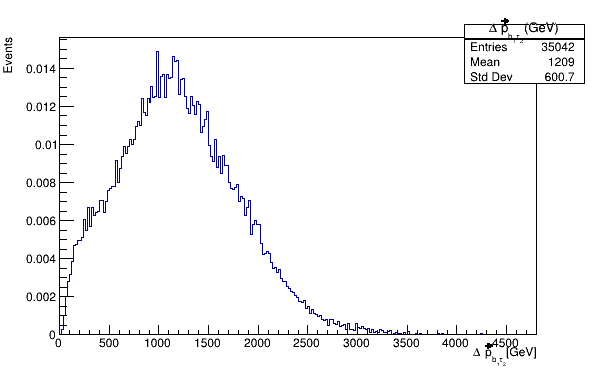 Δ p⃗_{b₁τ₂} (GeV)
Entries 35042
Mean 1209
Std Dev 600.7
Events
0.014
0.012
0.01
0.008
0.006
0.004
0.002
0
0 500 1000 1500 2000 2500 3000 3500 4000 4500
Δ p⃗_{b₁τ₂} [GeV]